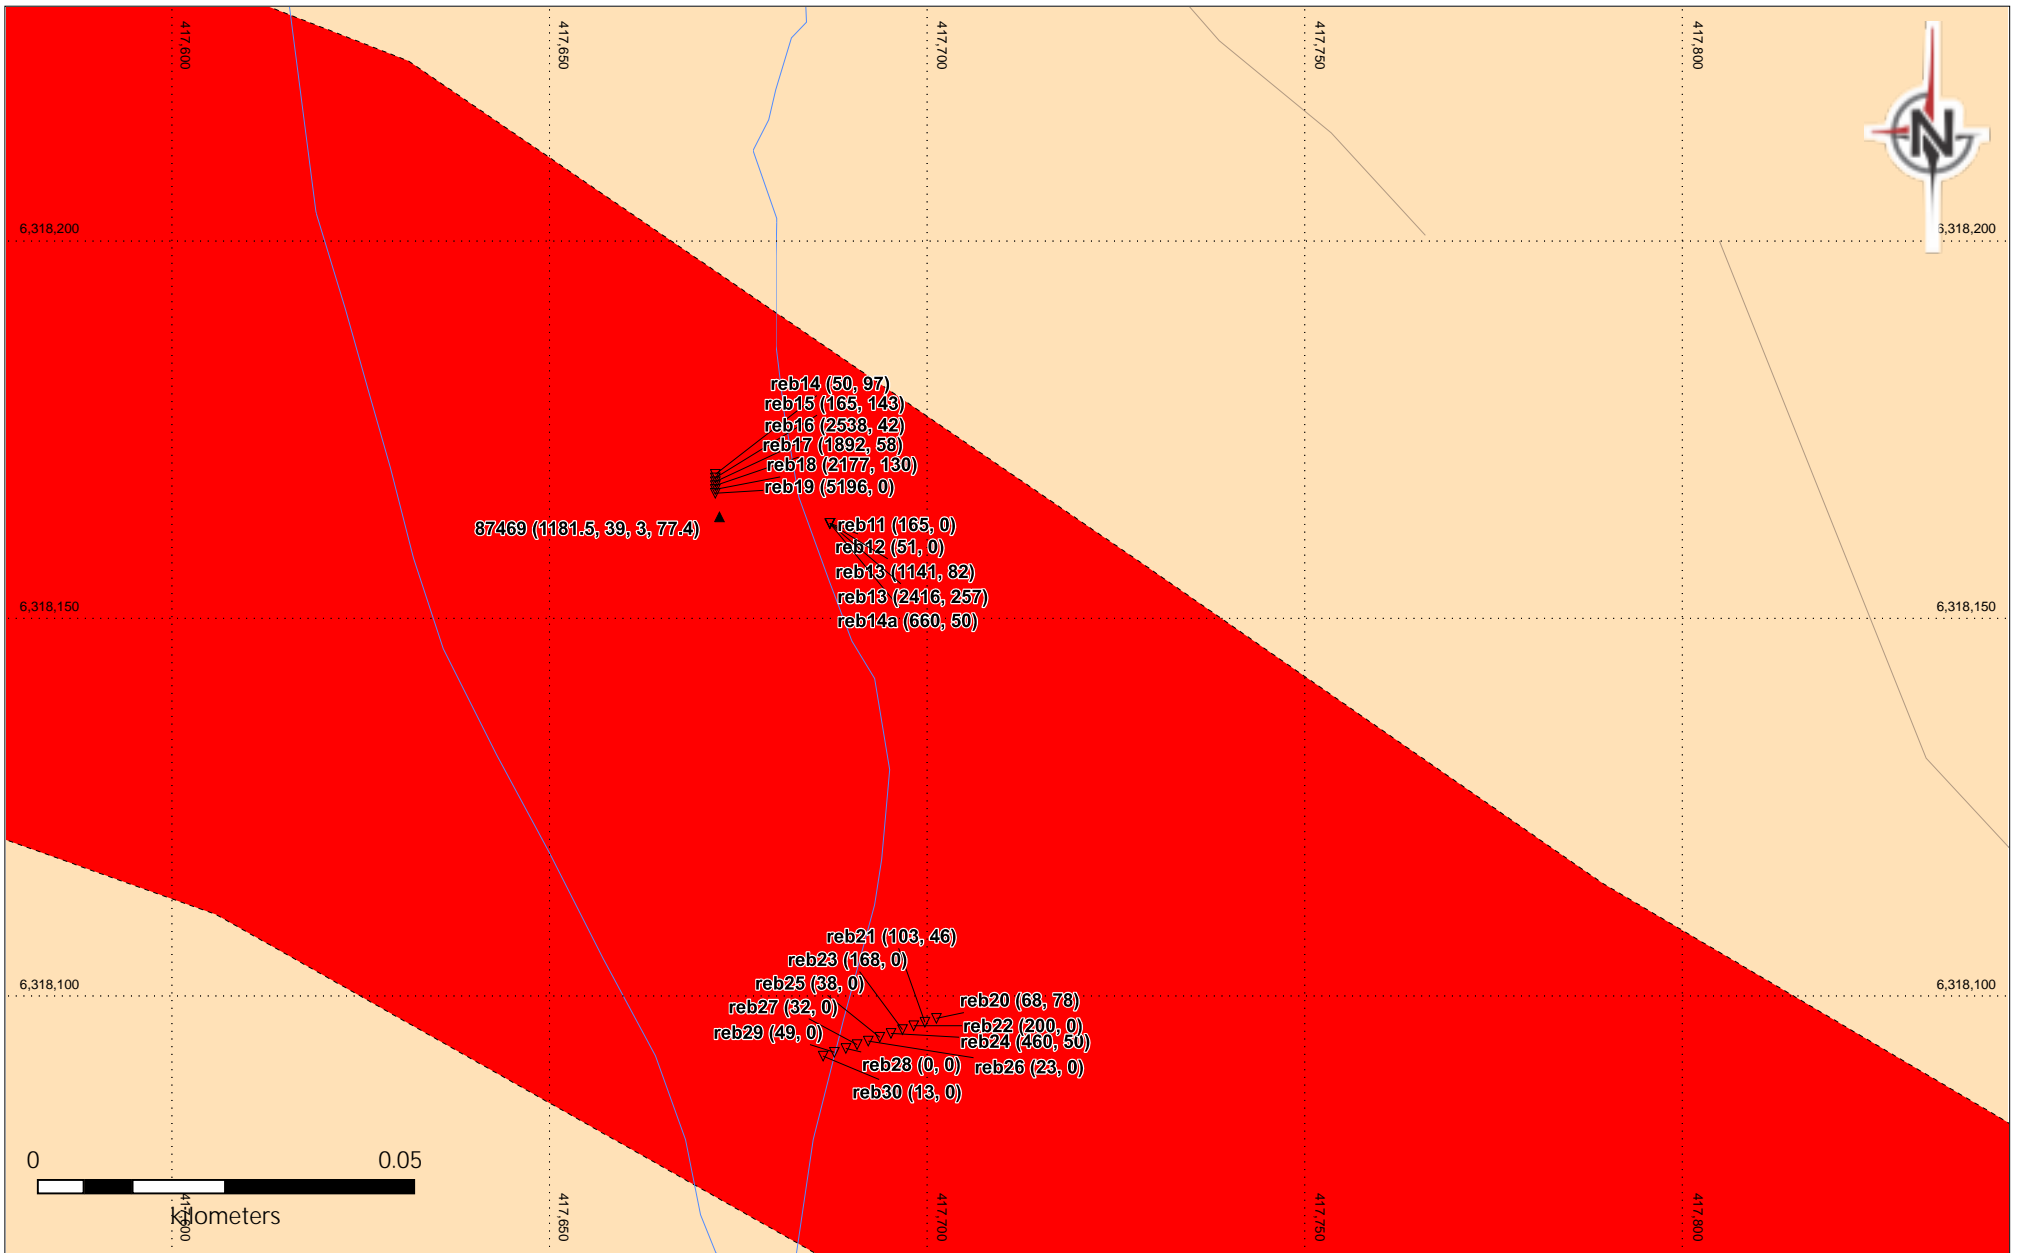 417,600
417,650
417,700
417,750
417,800
N
6,318,200
6,318,200
reb14 (50, 97)
reb15 (165, 143)
reb16 (2538, 42)
reb17 (1892, 58)
reb18 (2177, 130)
reb19 (5196, 0)
87469 (1181.5, 39, 3, 77.4)
reb11 (165, 0)
reb12 (51, 0)
reb13 (1141, 82)
reb13 (2416, 257)
reb14a (660, 50)
6,318,150
6,318,150
reb21 (103, 46)
reb23 (168, 0)
reb25 (38, 0)
reb27 (32, 0)
reb29 (49, 0)
6,318,100
6,318,100
reb20 (68, 78)
reb22 (200, 0)
reb24 (460, 50)
reb26 (23, 0)
reb28 (0, 0)
reb30 (13, 0)
0 0.05
kilometers
417,600
417,650
417,700
417,750
417,800